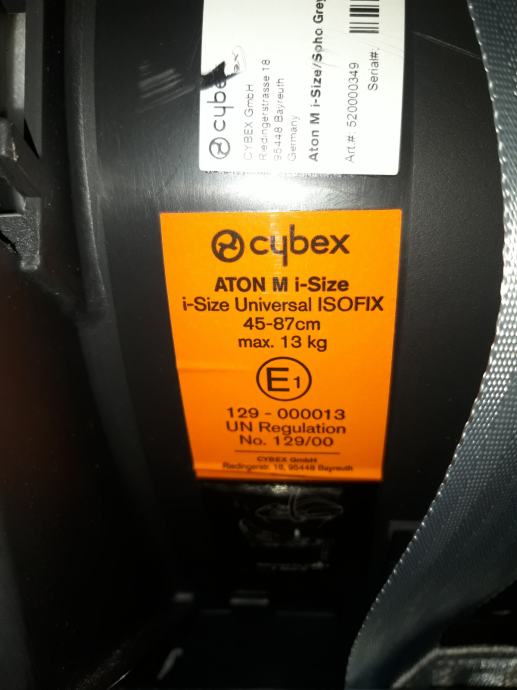 cybex
CYBEX GmbH
Riedingerstrasse 18
95448 Bayreuth
Germany
Aton M i-Size/Soho Grey
Art.#: 520000349
Serial#:
cybex
ATON M i-Size
i-Size Universal ISOFIX
45-87cm
max. 13 kg
E1
129 - 000013
UN Regulation
No. 129/00
CYBEX GmbH
Riedingerstr. 18, 95448 Bayreuth